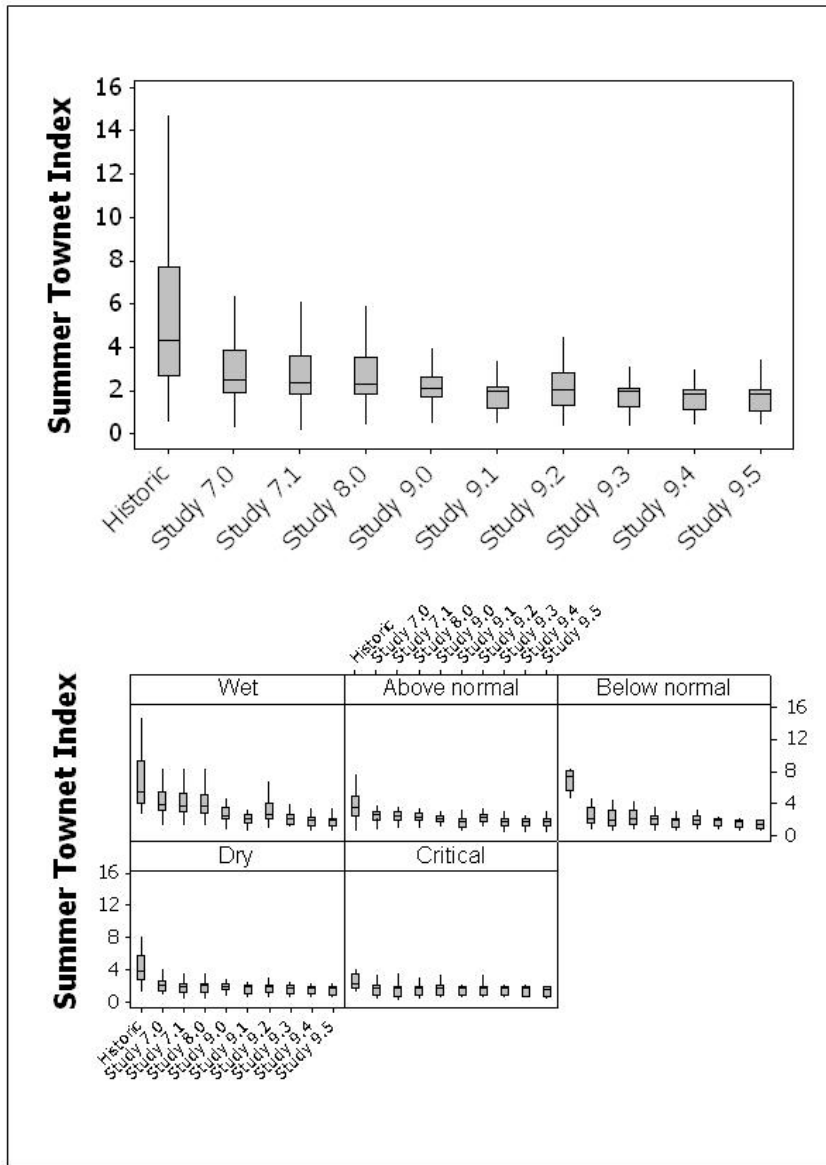 Summer Townet Index
16
14
12
10
8
6
4
2
0
Historic
Study 7.0
Study 7.1
Study 8.0
Study 9.0
Study 9.1
Study 9.2
Study 9.3
Study 9.4
Study 9.5
Historic
Study 7.0
Study 7.1
Study 8.0
Study 9.0
Study 9.1
Study 9.2
Study 9.3
Study 9.4
Study 9.5
Summer Townet Index
Wet Above normal Below normal
16
12
8
4
0
Dry Critical
16
12
8
4
0
Historic
Study 7.0
Study 7.1
Study 8.0
Study 9.0
Study 9.1
Study 9.2
Study 9.3
Study 9.4
Study 9.5